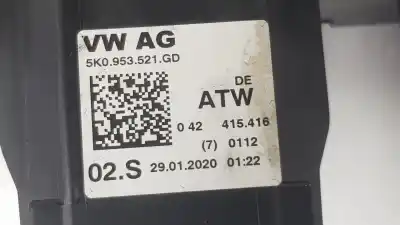 VW AG
5K0.953.521.GD
DE
ATW
0 42 415.416
(7) 0112
02.S 29.01.2020 01:22